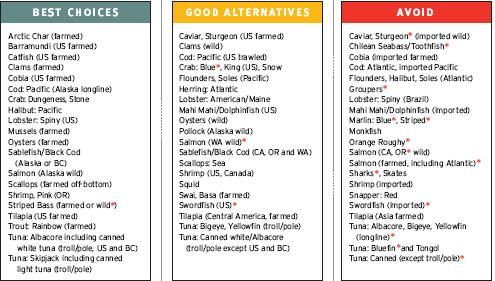 BEST CHOICES
Arctic Char (farmed)
Barramundi (US farmed)
Catfish (US farmed)
Clams (farmed)
Cobia (US farmed)
Cod: Pacific (Alaska longline)
Crab: Dungeness, Stone
Halibut: Pacific
Lobster: Spiny (US)
Mussels (farmed)
Oysters (farmed)
Sablefish/Black Cod
(Alaska or BC)
Salmon (Alaska wild)
Scallops (farmed off-bottom)
Shrimp, Pink (OR)
Striped Bass (farmed or wild*)
Tilapia (US farmed)
Trout: Rainbow (farmed)
Tuna: Albacore including canned
white tuna (troll/pole, US and BC)
Tuna: Skipjack including canned
light tuna (troll/pole)
GOOD ALTERNATIVES
Caviar, Sturgeon (US farmed)
Clams (wild)
Cod: Pacific (US trawled)
Crab: Blue*, King (US), Snow
Flounders, Soles (Pacific)
Herring: Atlantic
Lobster: American/Maine
Mahi Mahi/Dolphinfish (US)
Oysters (wild)
Pollock (Alaska wild)
Salmon (WA wild)*
Sablefish/Black Cod (CA, OR and WA)
Scallops: Sea
Shrimp (US, Canada)
Squid
Swai, Basa (farmed)
Swordfish (US)*
Tilapia (Central America, farmed)
Tuna: Bigeye, Yellowfin (troll/pole)
Tuna: Canned white/Albacore
(troll/pole except US and BC)
AVOID
Caviar, Sturgeon* (imported wild)
Chilean Seabass/Toothfish*
Cobia (imported farmed)
Cod: Atlantic, imported Pacific
Flounders, Halibut, Soles (Atlantic)
Groupers*
Lobster: Spiny (Brazil)
Mahi Mahi/Dolphinfish (imported)
Marlin: Blue*, Striped*
Monkfish
Orange Roughy*
Salmon (CA, OR* wild)
Salmon (farmed, including Atlantic)*
Sharks*, Skates
Shrimp (imported)
Snapper: Red
Swordfish (imported)*
Tilapia (Asia farmed)
Tuna: Albacore, Bigeye, Yellowfin
(longline)*
Tuna: Bluefin* and Tongol
Tuna: Canned (except troll/pole)*